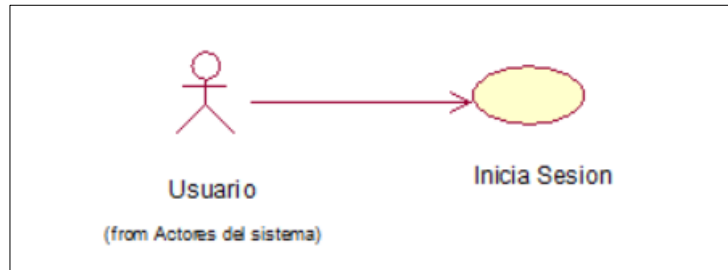 Usuario
(from Actores del sistema)
Inicia Sesion